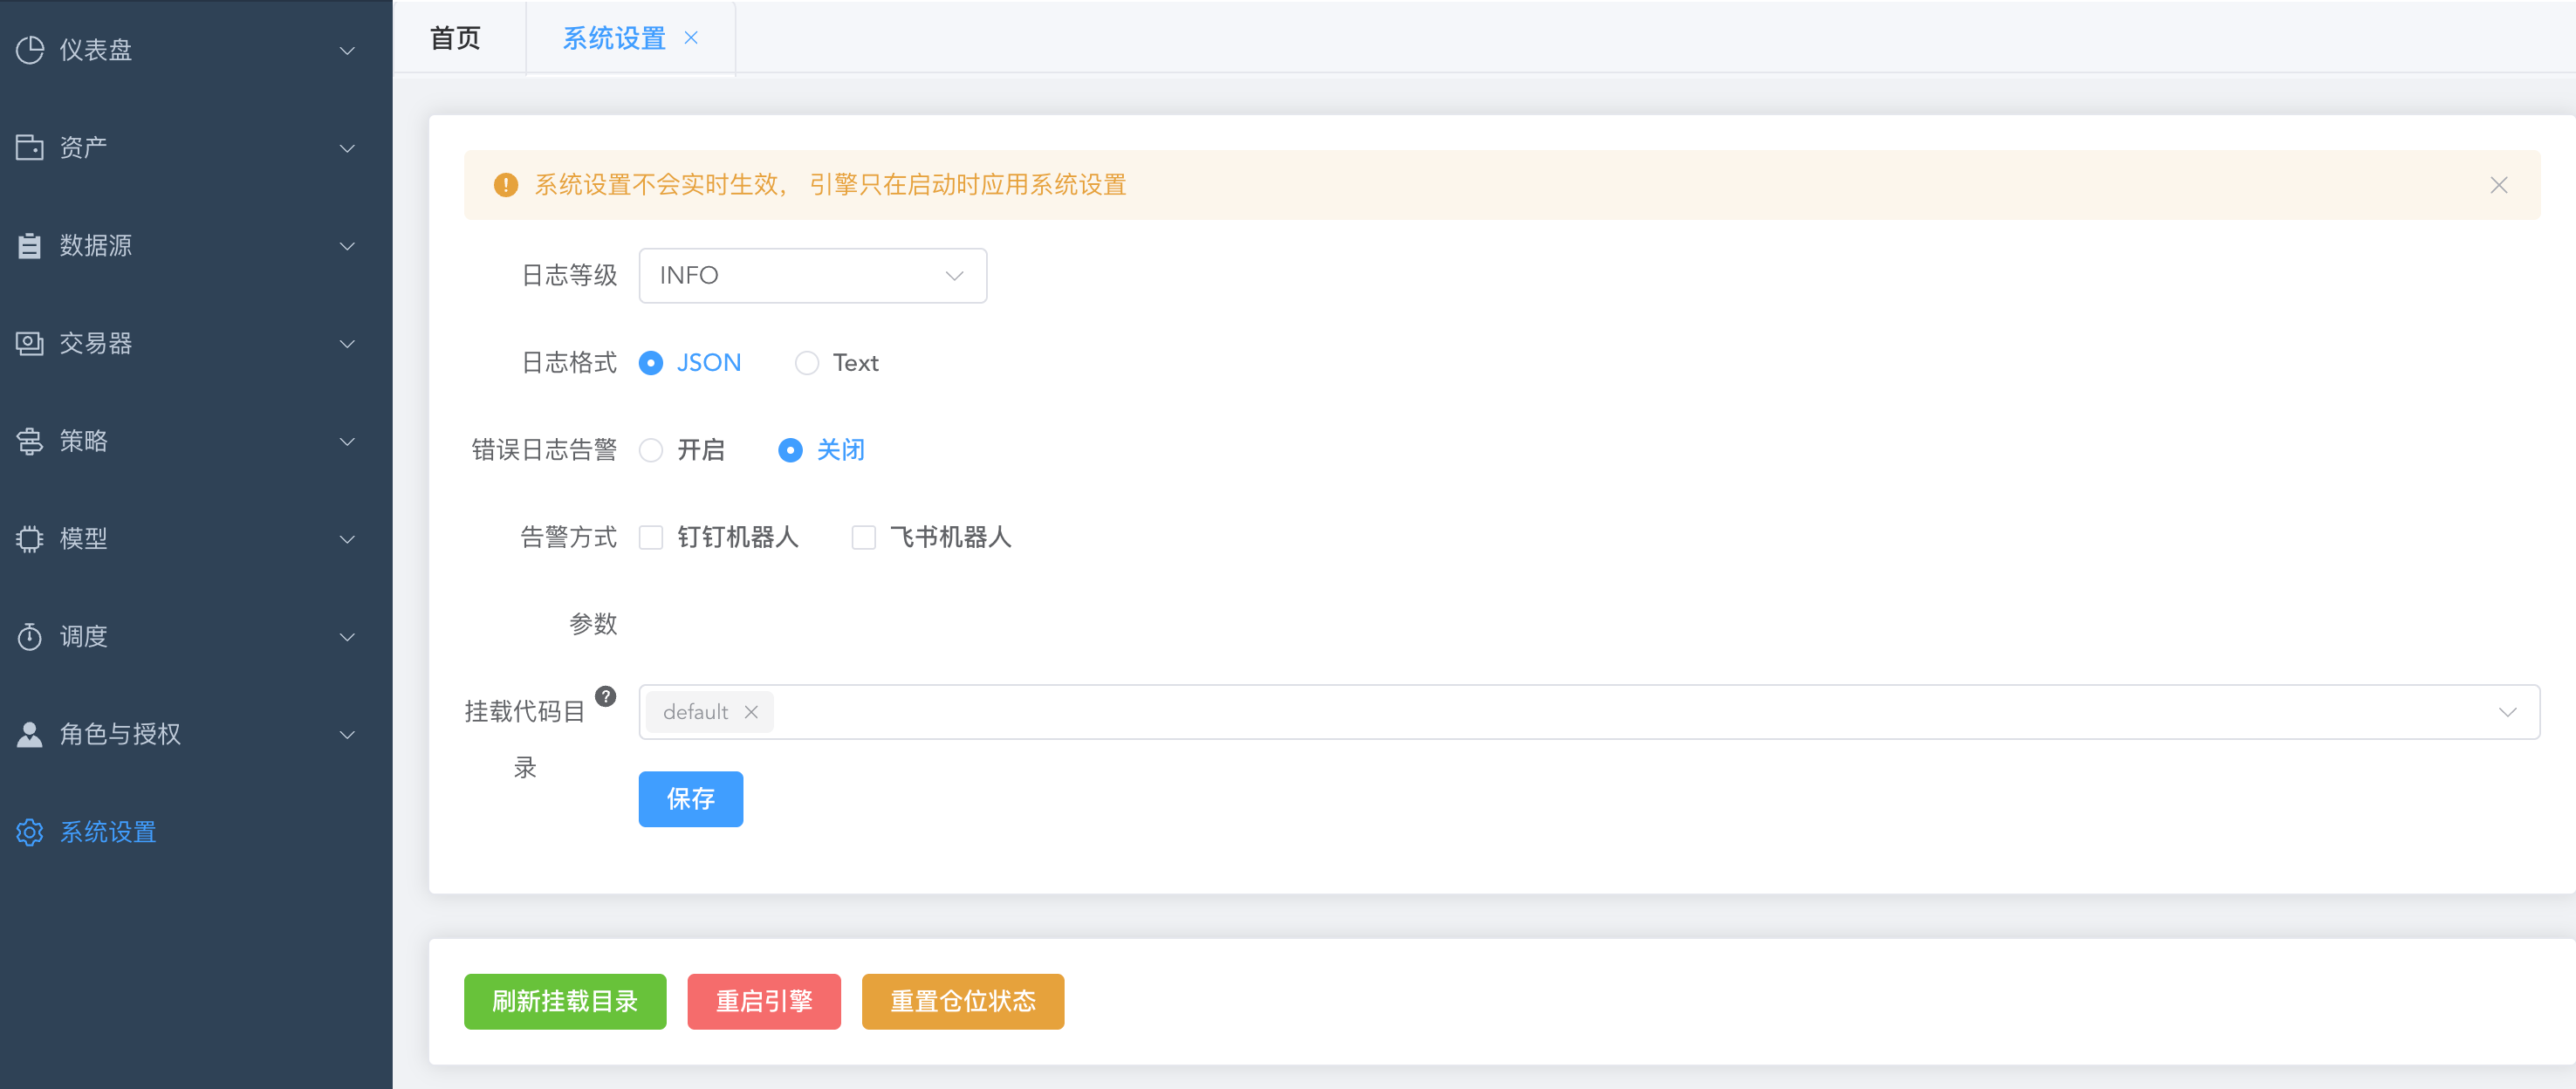 仪表盘
资产
数据源
交易器
策略
模型
调度
角色与授权
系统设置
首页
系统设置
系统设置不会实时生效， 引擎只在启动时应用系统设置
日志等级 INFO
日志格式 JSON Text
错误日志告警 开启 关闭
告警方式 钉钉机器人 飞书机器人
参数
挂载代码目 ? default
录
保存
刷新挂载目录 重启引擎 重置仓位状态